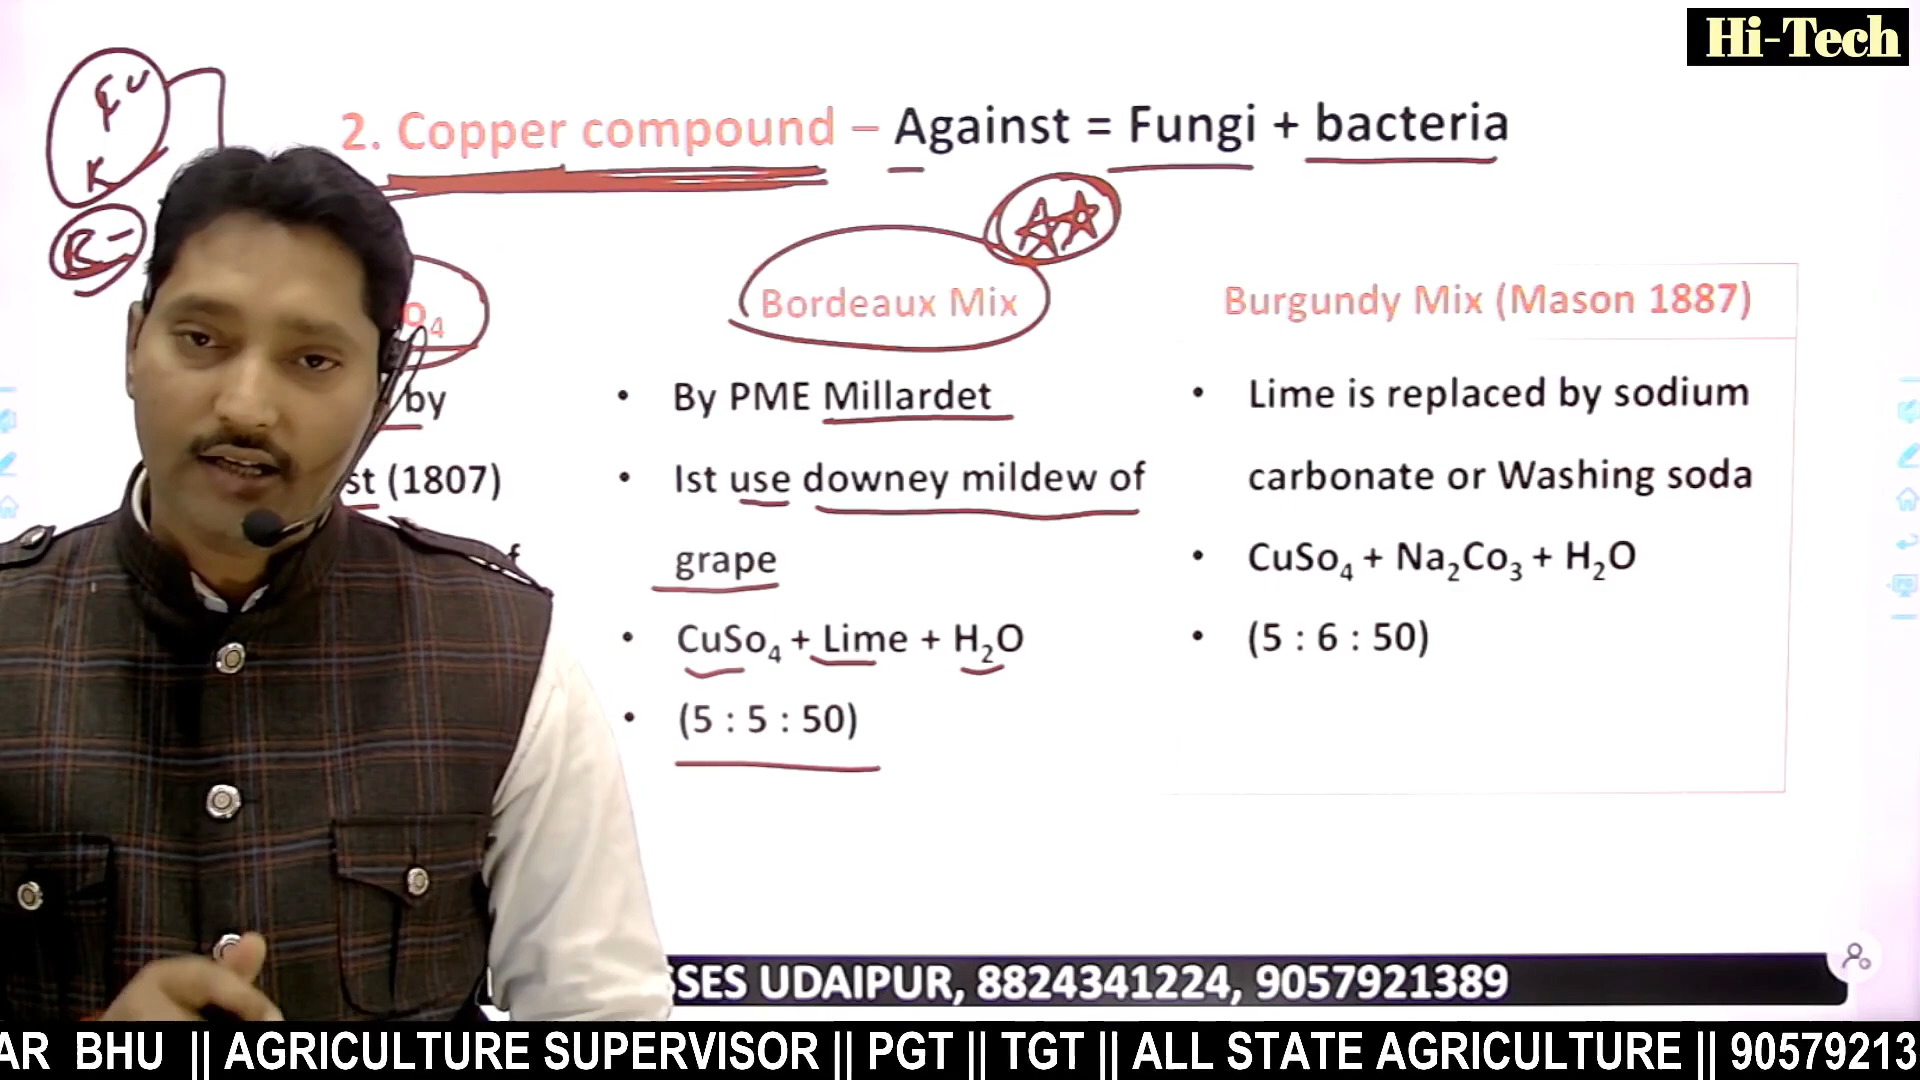 Hi-Tech
2. Copper compound – Against = Fungi + bacteria
Bordeaux Mix
Burgundy Mix (Mason 1887)
by
• By PME Millardet
• Lime is replaced by sodium
(1807)
• Ist use downey mildew of
carbonate or Washing soda
grape
• CuSo₄ + Na₂Co₃ + H₂O
• CuSo₄ + Lime + H₂O
• (5 : 6 : 50)
• (5 : 5 : 50)
UDAIPUR, 8824341224, 9057921389
BHU || AGRICULTURE SUPERVISOR || PGT || TGT || ALL STATE AGRICULTURE || 90579213